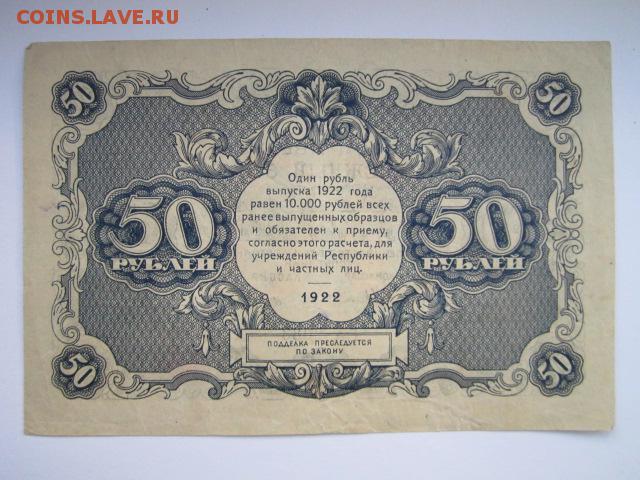 COINS.LAVE.RU
50
50
Один рубль
выпуска 1922 года
равен 10.000 рублей всех
ранее выпущенных образцов
и обязателен к приему,
согласно этого расчета, для
учреждений Республики
и частных лиц.
1922
50
РУБЛЕЙ
50
РУБЛЕЙ
ПОДДЕЛКА ПРЕСЛЕДУЕТСЯ
ПО ЗАКОНУ
50
50